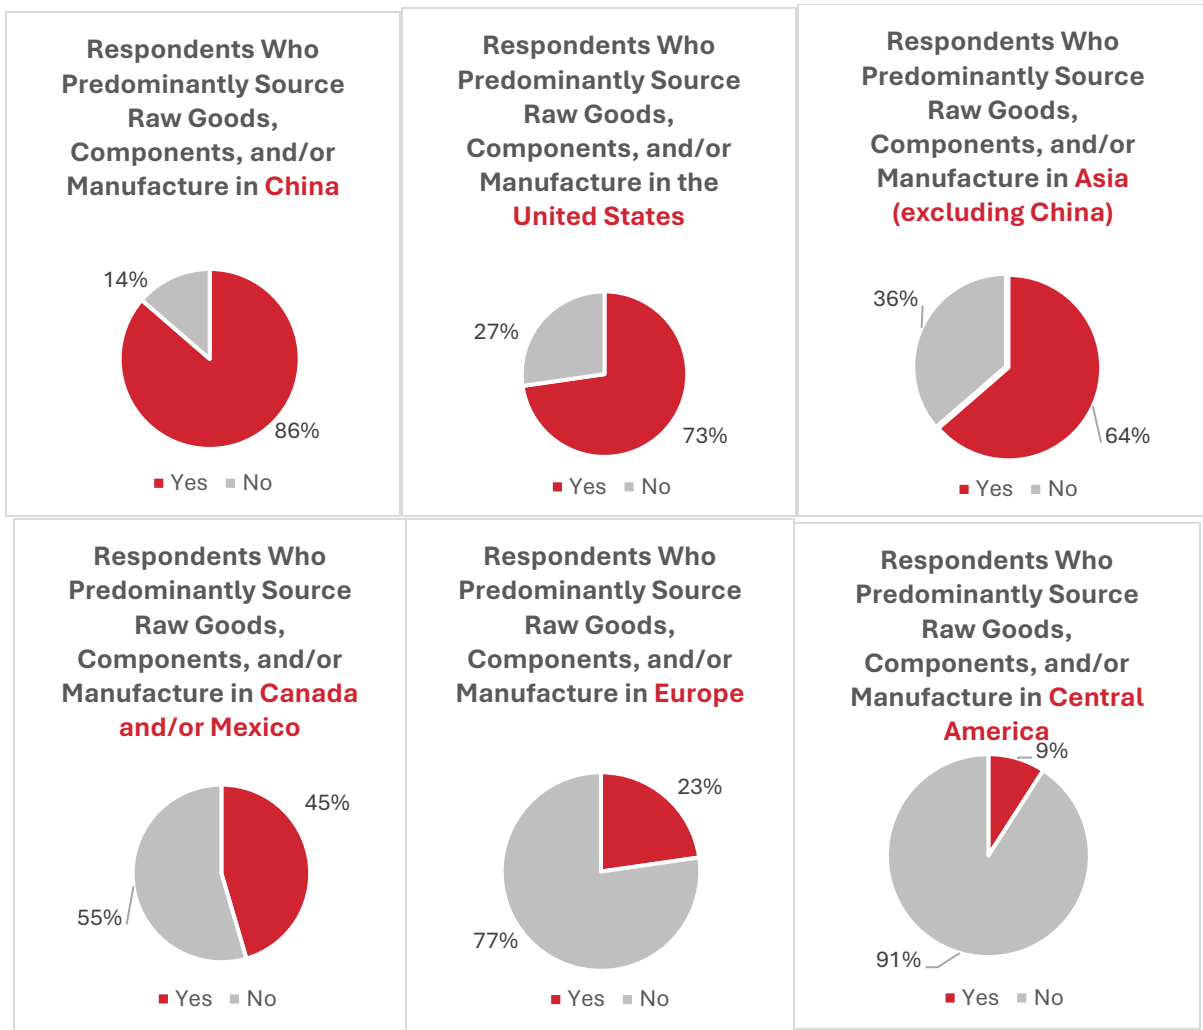 Respondents Who
Predominantly Source
Raw Goods,
Components, and/or
Manufacture in China
14%
86%
Yes No
Respondents Who
Predominantly Source
Raw Goods,
Components, and/or
Manufacture in the
United States
27%
73%
Yes No
Respondents Who
Predominantly Source
Raw Goods,
Components, and/or
Manufacture in Asia
(excluding China)
36%
64%
Yes No
Respondents Who
Predominantly Source
Raw Goods,
Components, and/or
Manufacture in Canada
and/or Mexico
45%
55%
Yes No
Respondents Who
Predominantly Source
Raw Goods,
Components, and/or
Manufacture in Europe
23%
77%
Yes No
Respondents Who
Predominantly Source
Raw Goods,
Components, and/or
Manufacture in Central
America
9%
91%
Yes No